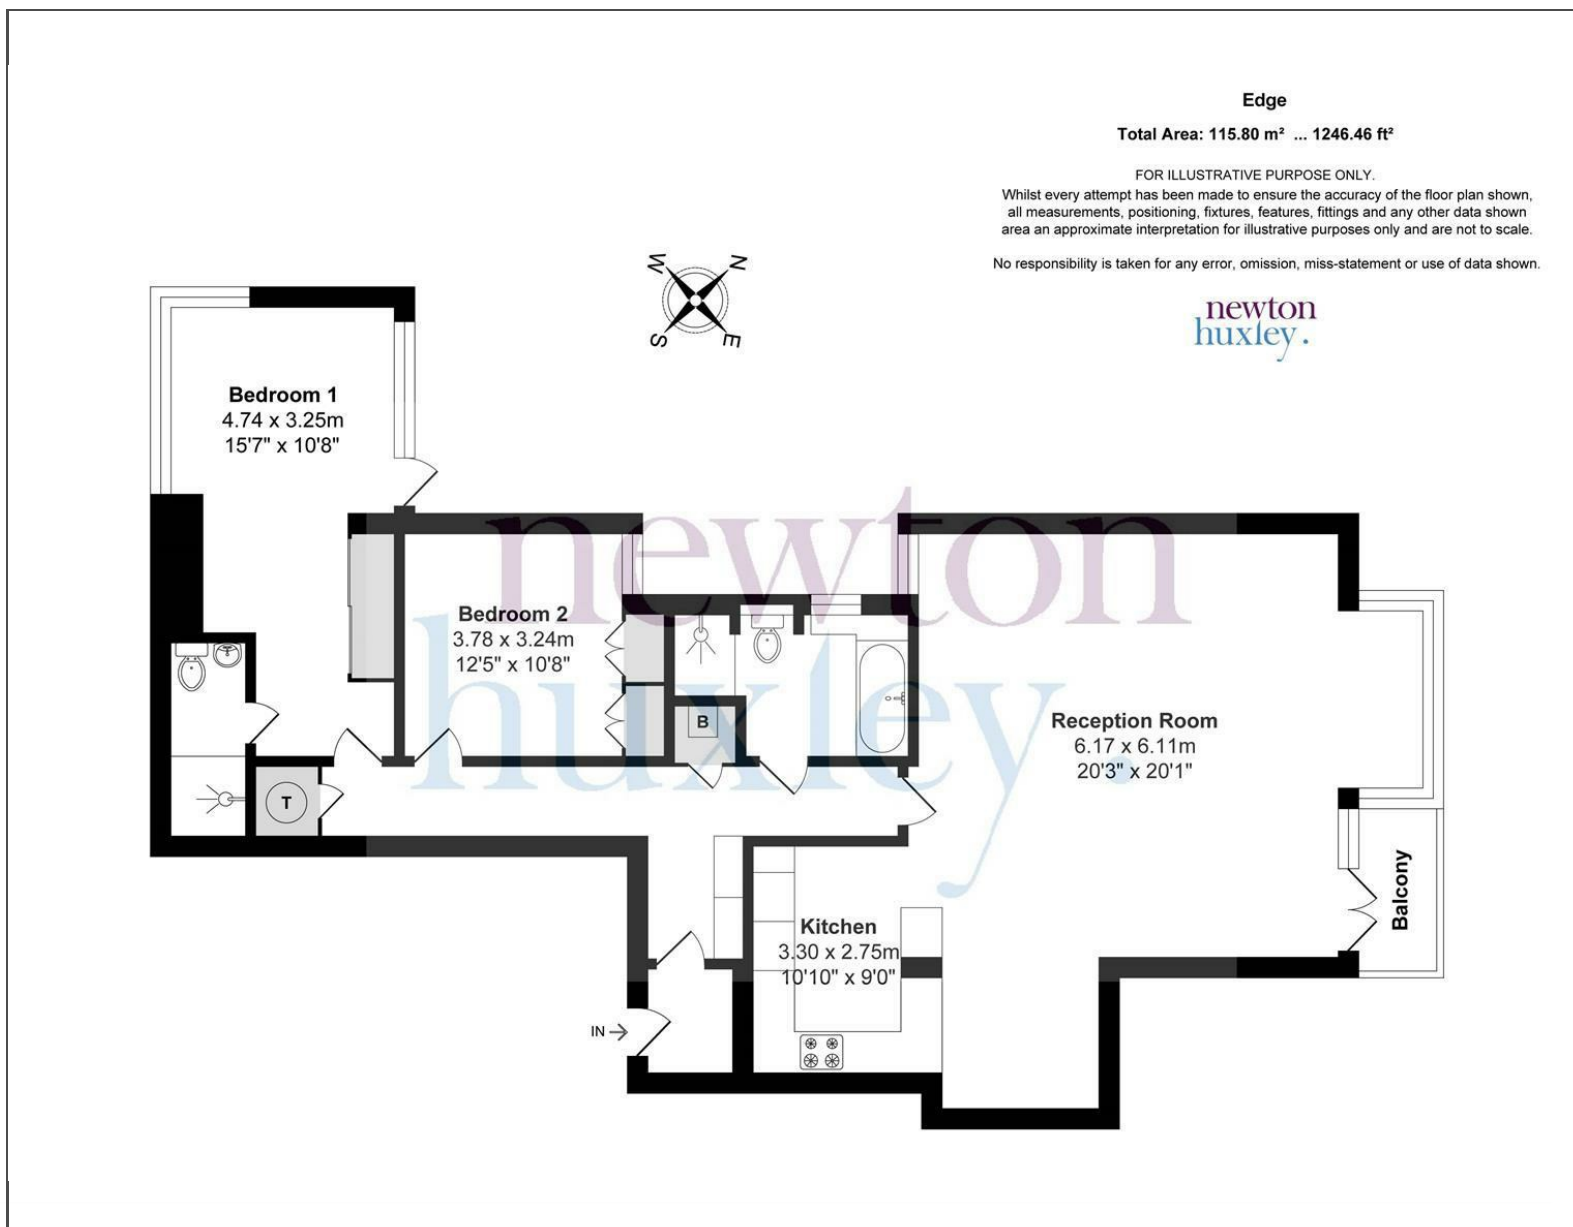 Edge
Total Area: 115.80 m² ... 1246.46 ft²
FOR ILLUSTRATIVE PURPOSE ONLY.
Whilst every attempt has been made to ensure the accuracy of the floor plan shown,
all measurements, positioning, fixtures, features, fittings and any other data shown
area an approximate interpretation for illustrative purposes only and are not to scale.
No responsibility is taken for any error, omission, miss-statement or use of data shown.
newton
huxley.
W N
S E
Bedroom 1
4.74 x 3.25m
15'7" x 10'8"
newton
huxley.
Bedroom 2
3.78 x 3.24m
12'5" x 10'8"
B
Reception Room
6.17 x 6.11m
20'3" x 20'1"
T
Balcony
Kitchen
3.30 x 2.75m
10'10" x 9'0"
IN →